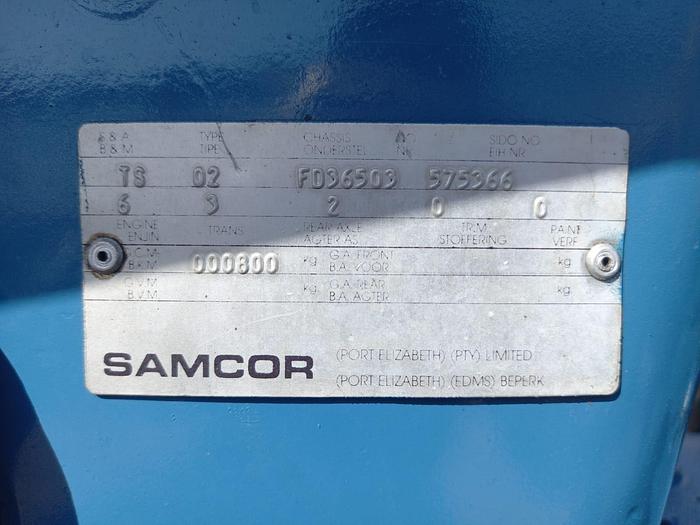 B & A TYPE CHASSIS NO SIDO NO
B & M TIPE ONDERSTEL NR EIH NR
TS 02 FD36503 575366
6 3 2 0 0
ENGINE TRANS REAR AXLE TRIM PAINT
ENJIN AGTER AS STOFFERING VERF
G.C.M. 000800 kg G.A. FRONT kg
B.K.M. B.A. VOOR
G.V.M. kg G.A. REAR kg
B.V.M. B.A. AGTER
SAMCOR (PORT ELIZABETH) (PTY) LIMITED
(PORT ELIZABETH) (EDMS) BEPERK